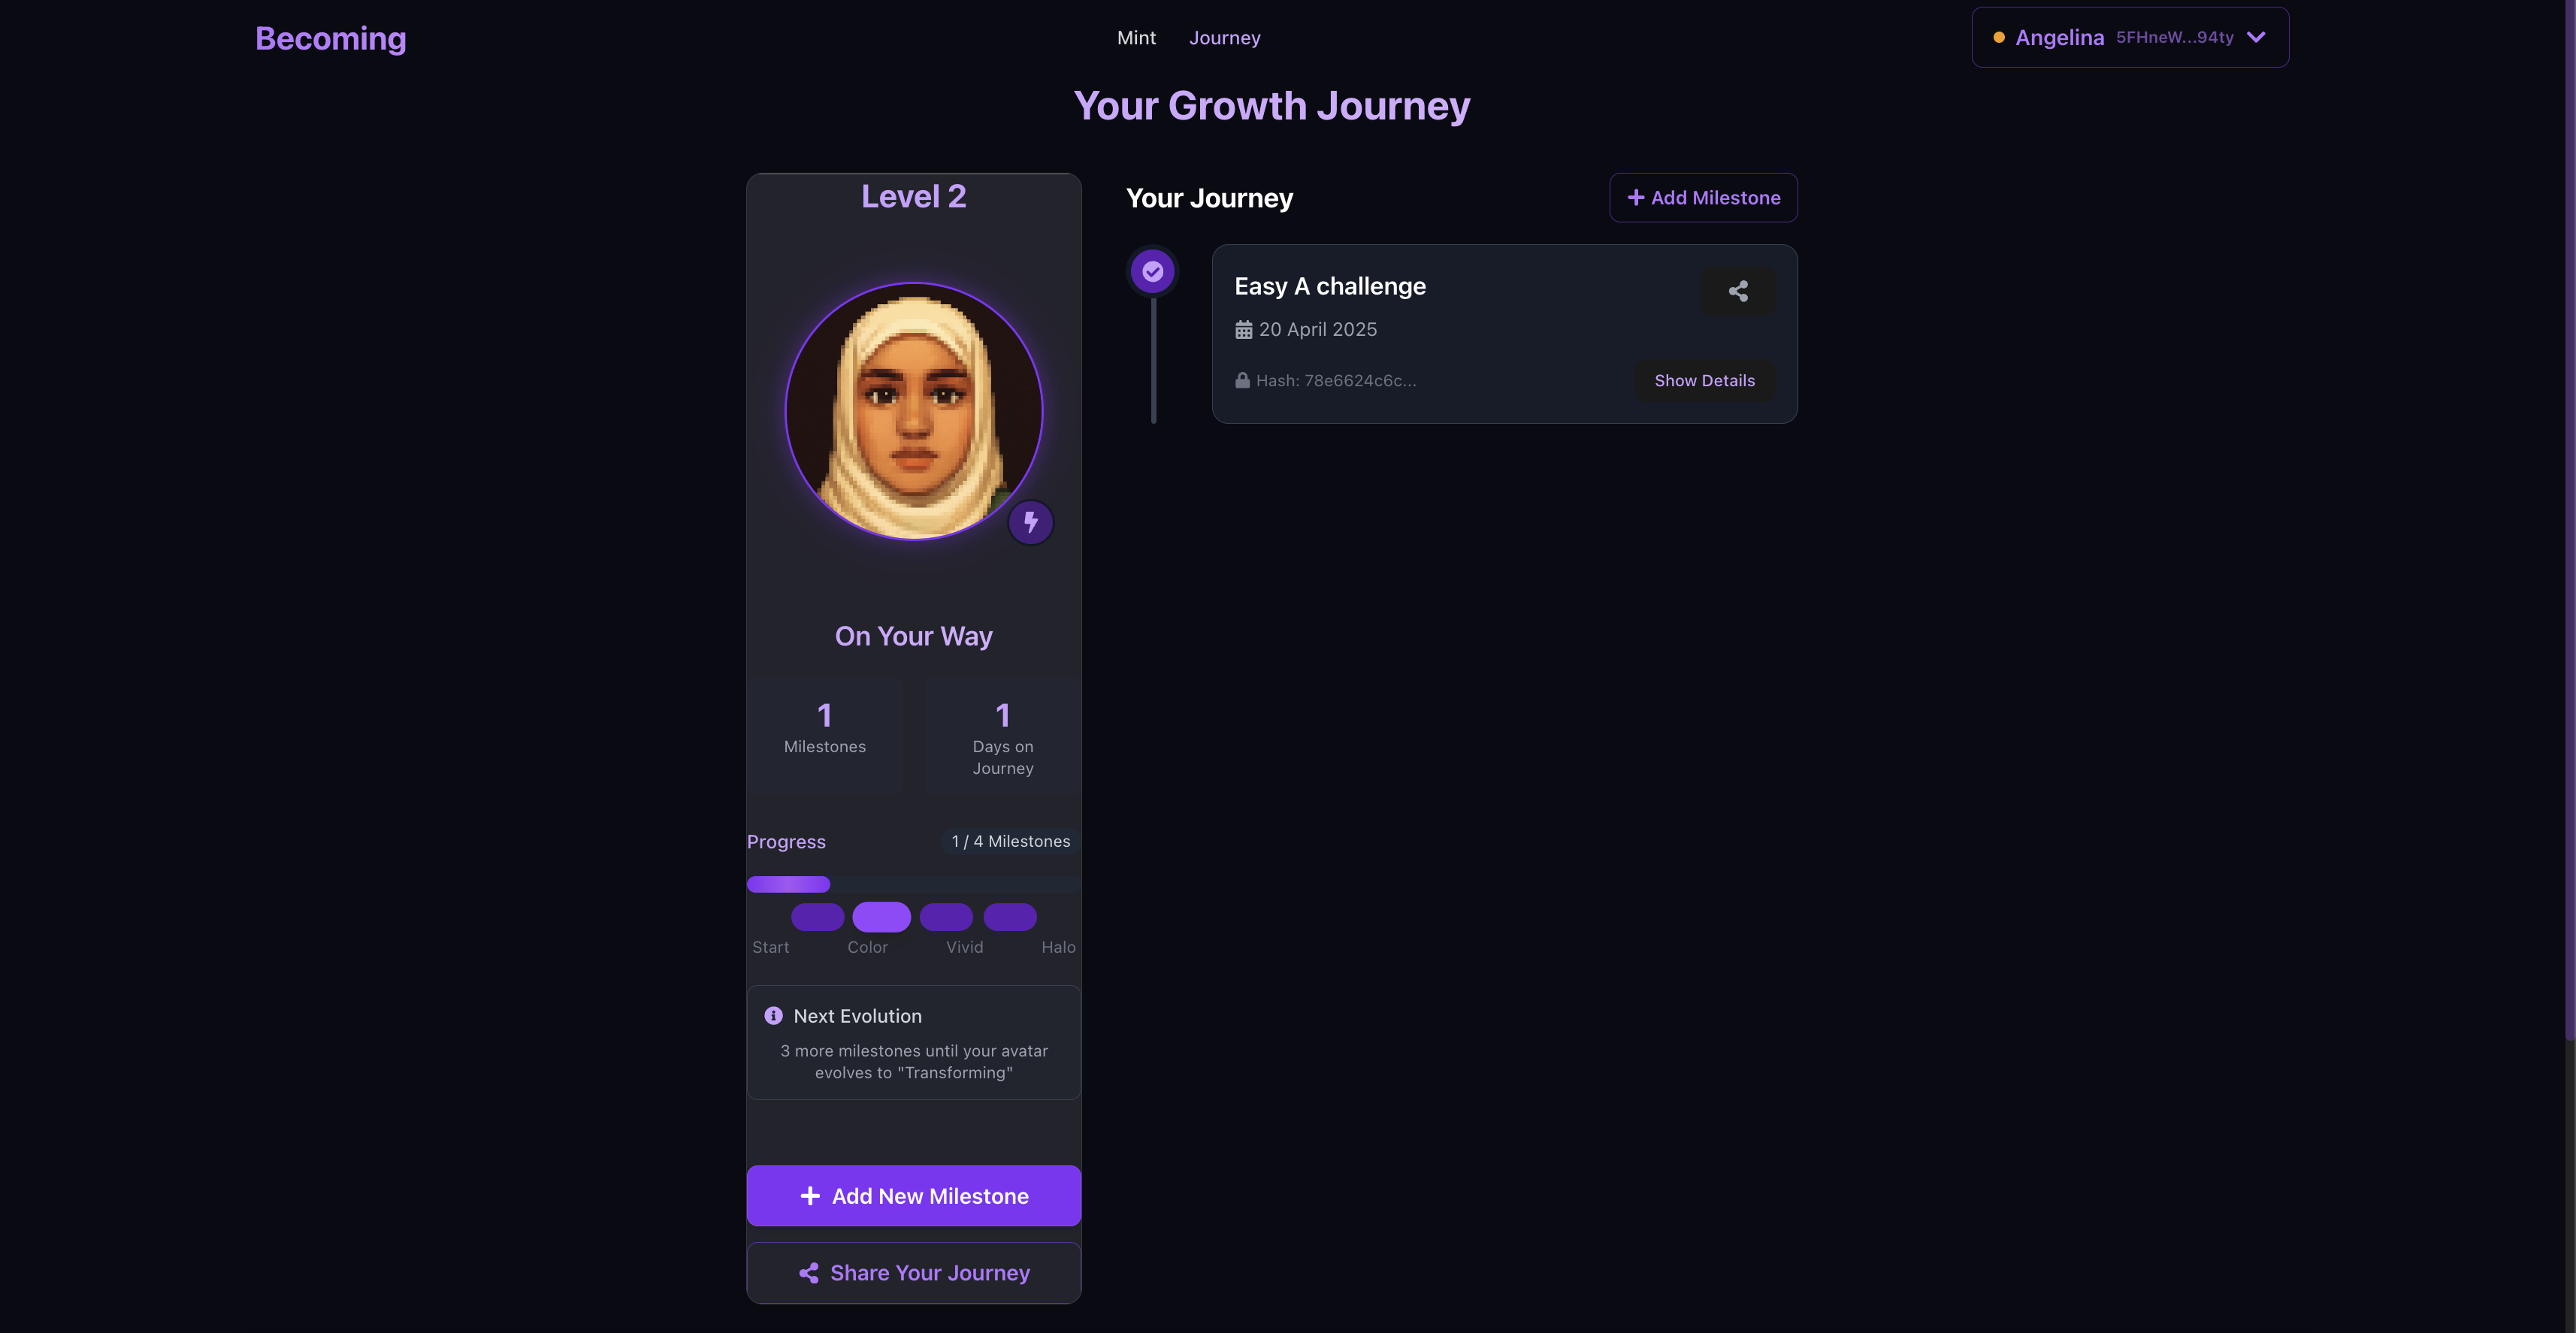 Becoming
Mint
Journey
Angelina 5FHneW...94ty
Your Growth Journey
Level 2
On Your Way
1
Milestones
1
Days on
Journey
Progress
1 / 4 Milestones
Start
Color
Vivid
Halo
Next Evolution
3 more milestones until your avatar
evolves to "Transforming"
Add New Milestone
Share Your Journey
Your Journey
Add Milestone
Easy A challenge
20 April 2025
Hash: 78e6624c6c...
Show Details